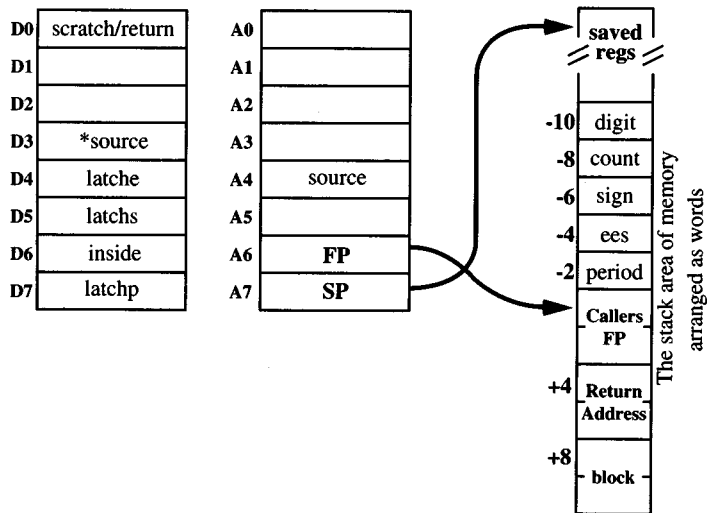 D0 scratch/return
D1
D2
D3 *source
D4 latche
D5 latchs
D6 inside
D7 latchp
A0
A1
A2
A3
A4 source
A5
A6 FP
A7 SP
saved
regs
-10 digit
-8 count
-6 sign
-4 ees
-2 period
Callers
FP
+4 Return
Address
+8 block
The stack area of memory
arranged as words